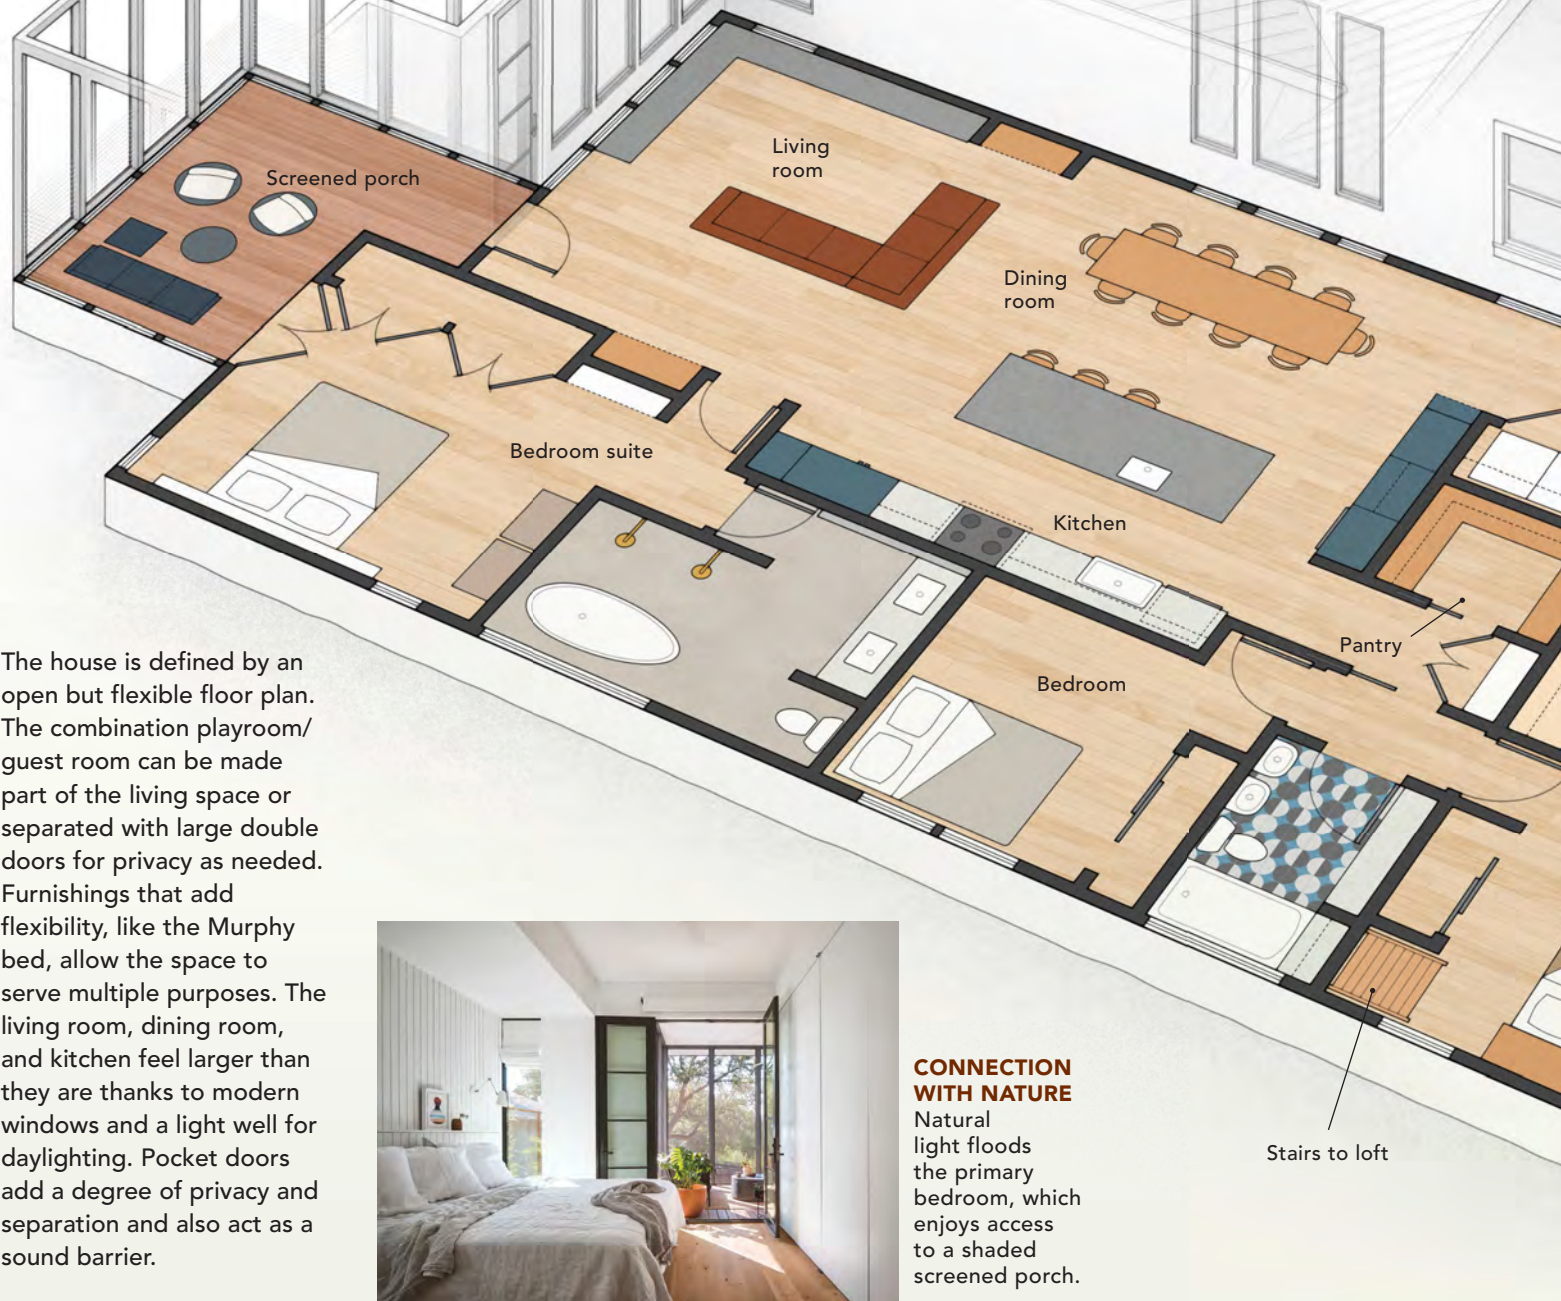 Screened porch
Living
room
Dining
room
Bedroom suite
Kitchen
Pantry
Bedroom
The house is defined by an
open but flexible floor plan.
The combination playroom/
guest room can be made
part of the living space or
separated with large double
doors for privacy as needed.
Furnishings that add
flexibility, like the Murphy
bed, allow the space to
serve multiple purposes. The
living room, dining room,
and kitchen feel larger than
they are thanks to modern
windows and a light well for
daylighting. Pocket doors
add a degree of privacy and
separation and also act as a
sound barrier.
CONNECTION
WITH NATURE
Natural
light floods
the primary
bedroom, which
enjoys access
to a shaded
screened porch.
Stairs to loft